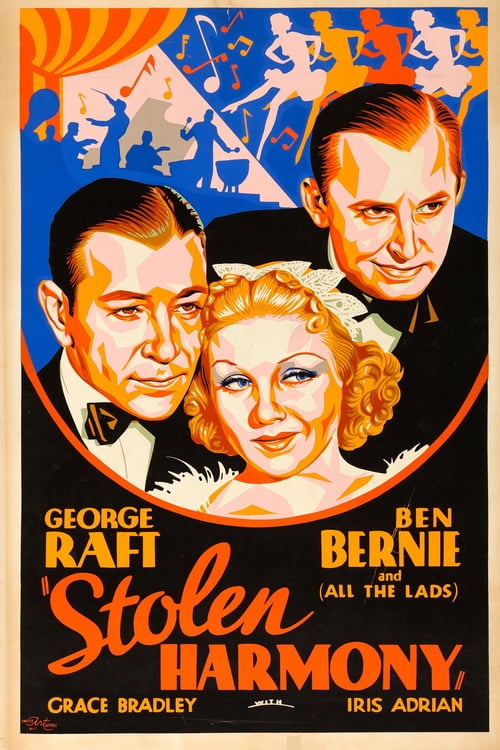 GEORGE
RAFT
BEN
BERNIE
and
(ALL THE LADS)
"Stolen
HARMONY"
GRACE BRADLEY WITH IRIS ADRIAN